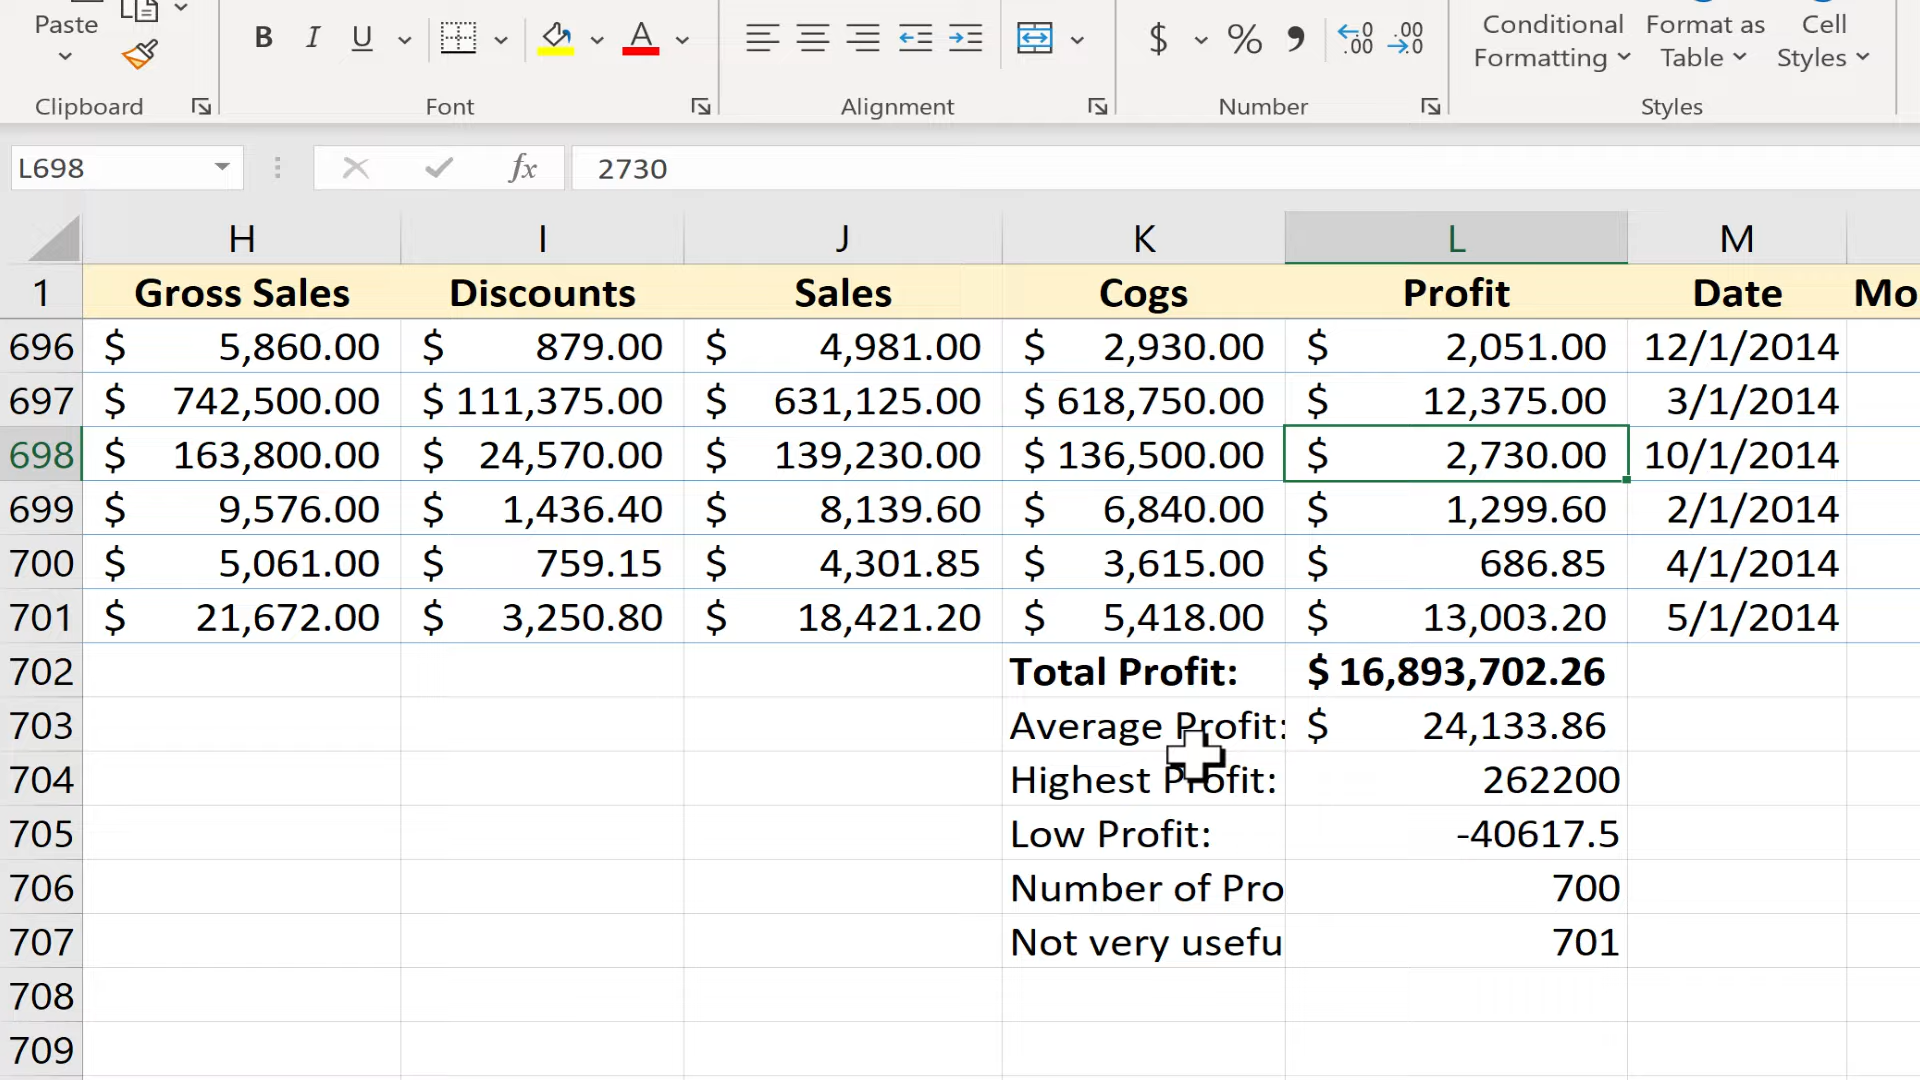 Paste
B I U A $ % , .00 .00
Conditional Formatting
Format as Table
Cell Styles
Clipboard Font Alignment Number Styles
L698 fx 2730
H I J K L M
1 Gross Sales Discounts Sales Cogs Profit Date Mo
696 $ 5,860.00 $ 879.00 $ 4,981.00 $ 2,930.00 $ 2,051.00 12/1/2014
697 $ 742,500.00 $ 111,375.00 $ 631,125.00 $ 618,750.00 $ 12,375.00 3/1/2014
698 $ 163,800.00 $ 24,570.00 $ 139,230.00 $ 136,500.00 $ 2,730.00 10/1/2014
699 $ 9,576.00 $ 1,436.40 $ 8,139.60 $ 6,840.00 $ 1,299.60 2/1/2014
700 $ 5,061.00 $ 759.15 $ 4,301.85 $ 3,615.00 $ 686.85 4/1/2014
701 $ 21,672.00 $ 3,250.80 $ 18,421.20 $ 5,418.00 $ 13,003.20 5/1/2014
702 Total Profit: $ 16,893,702.26
703 Average Profit: $ 24,133.86
704 Highest Profit: 262200
705 Low Profit: -40617.5
706 Number of Pro 700
707 Not very usefu 701
708
709